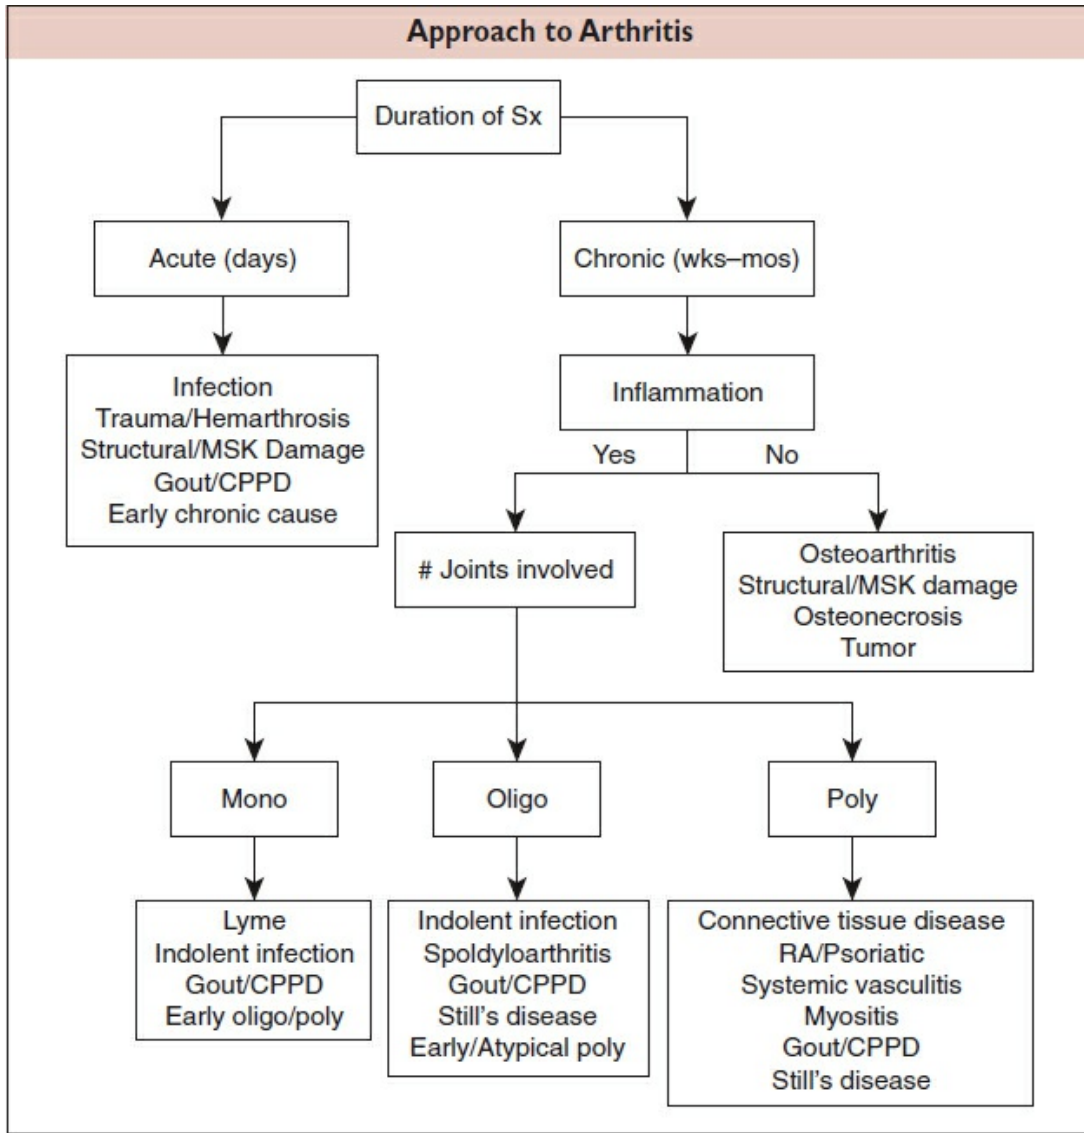 Approach to Arthritis
Duration of Sx
Acute (days)
Chronic (wks–mos)
Infection
Trauma/Hemarthrosis
Structural/MSK Damage
Gout/CPPD
Early chronic cause
Inflammation
Yes
No
# Joints involved
Osteoarthritis
Structural/MSK damage
Osteonecrosis
Tumor
Mono
Oligo
Poly
Lyme
Indolent infection
Gout/CPPD
Early oligo/poly
Indolent infection
Spoldyloarthritis
Gout/CPPD
Still's disease
Early/Atypical poly
Connective tissue disease
RA/Psoriatic
Systemic vasculitis
Myositis
Gout/CPPD
Still's disease